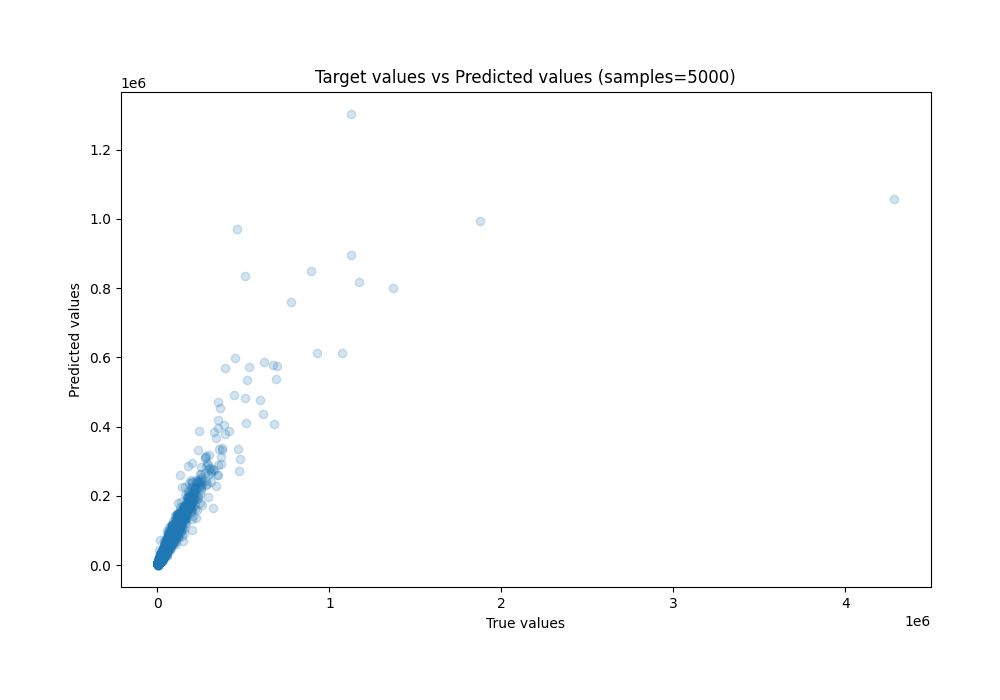 Target values vs Predicted values (samples=5000)
1e6
1.2
1.0
0.8
0.6
0.4
0.2
0.0
Predicted values
0 1 2 3 4
True values
1e6